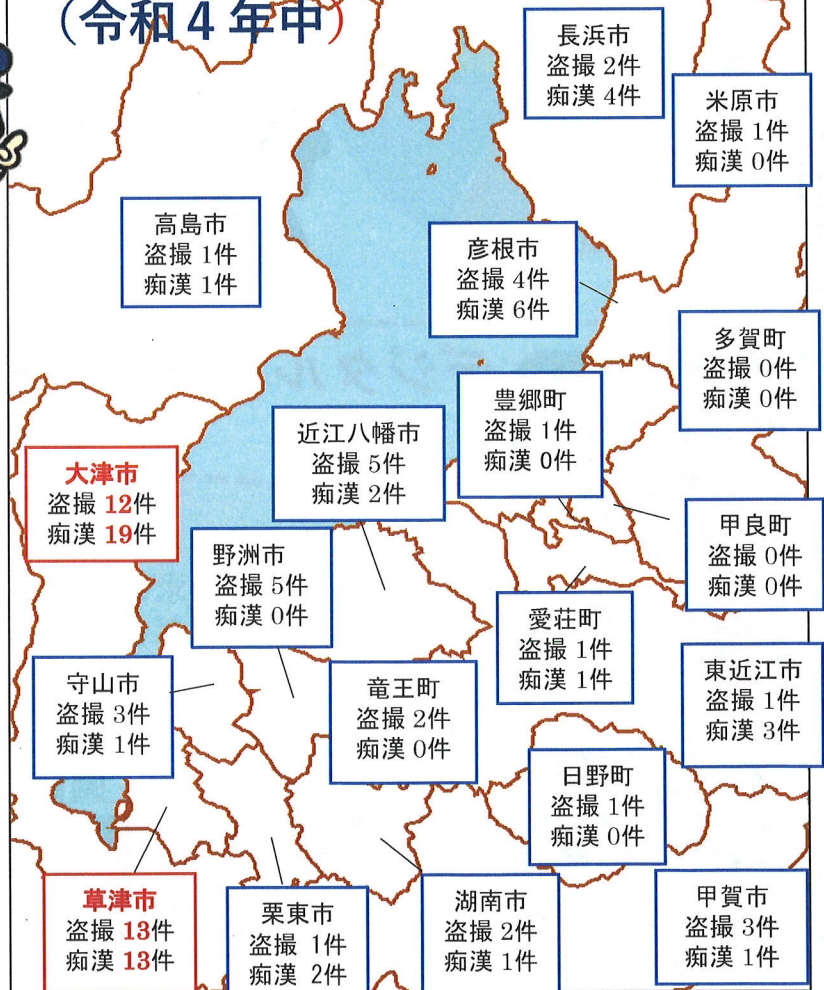 （令和４年中）
長浜市
盗撮 2件
痴漢 4件
米原市
盗撮 1件
痴漢 0件
高島市
盗撮 1件
痴漢 1件
彦根市
盗撮 4件
痴漢 6件
多賀町
盗撮 0件
痴漢 0件
豊郷町
盗撮 1件
痴漢 0件
近江八幡市
盗撮 5件
痴漢 2件
大津市
盗撮 12件
痴漢 19件
甲良町
盗撮 0件
痴漢 0件
野洲市
盗撮 5件
痴漢 0件
愛荘町
盗撮 1件
痴漢 1件
東近江市
盗撮 1件
痴漢 3件
守山市
盗撮 3件
痴漢 1件
竜王町
盗撮 2件
痴漢 0件
日野町
盗撮 1件
痴漢 0件
草津市
盗撮 13件
痴漢 13件
栗東市
盗撮 1件
痴漢 2件
湖南市
盗撮 2件
痴漢 1件
甲賀市
盗撮 3件
痴漢 1件